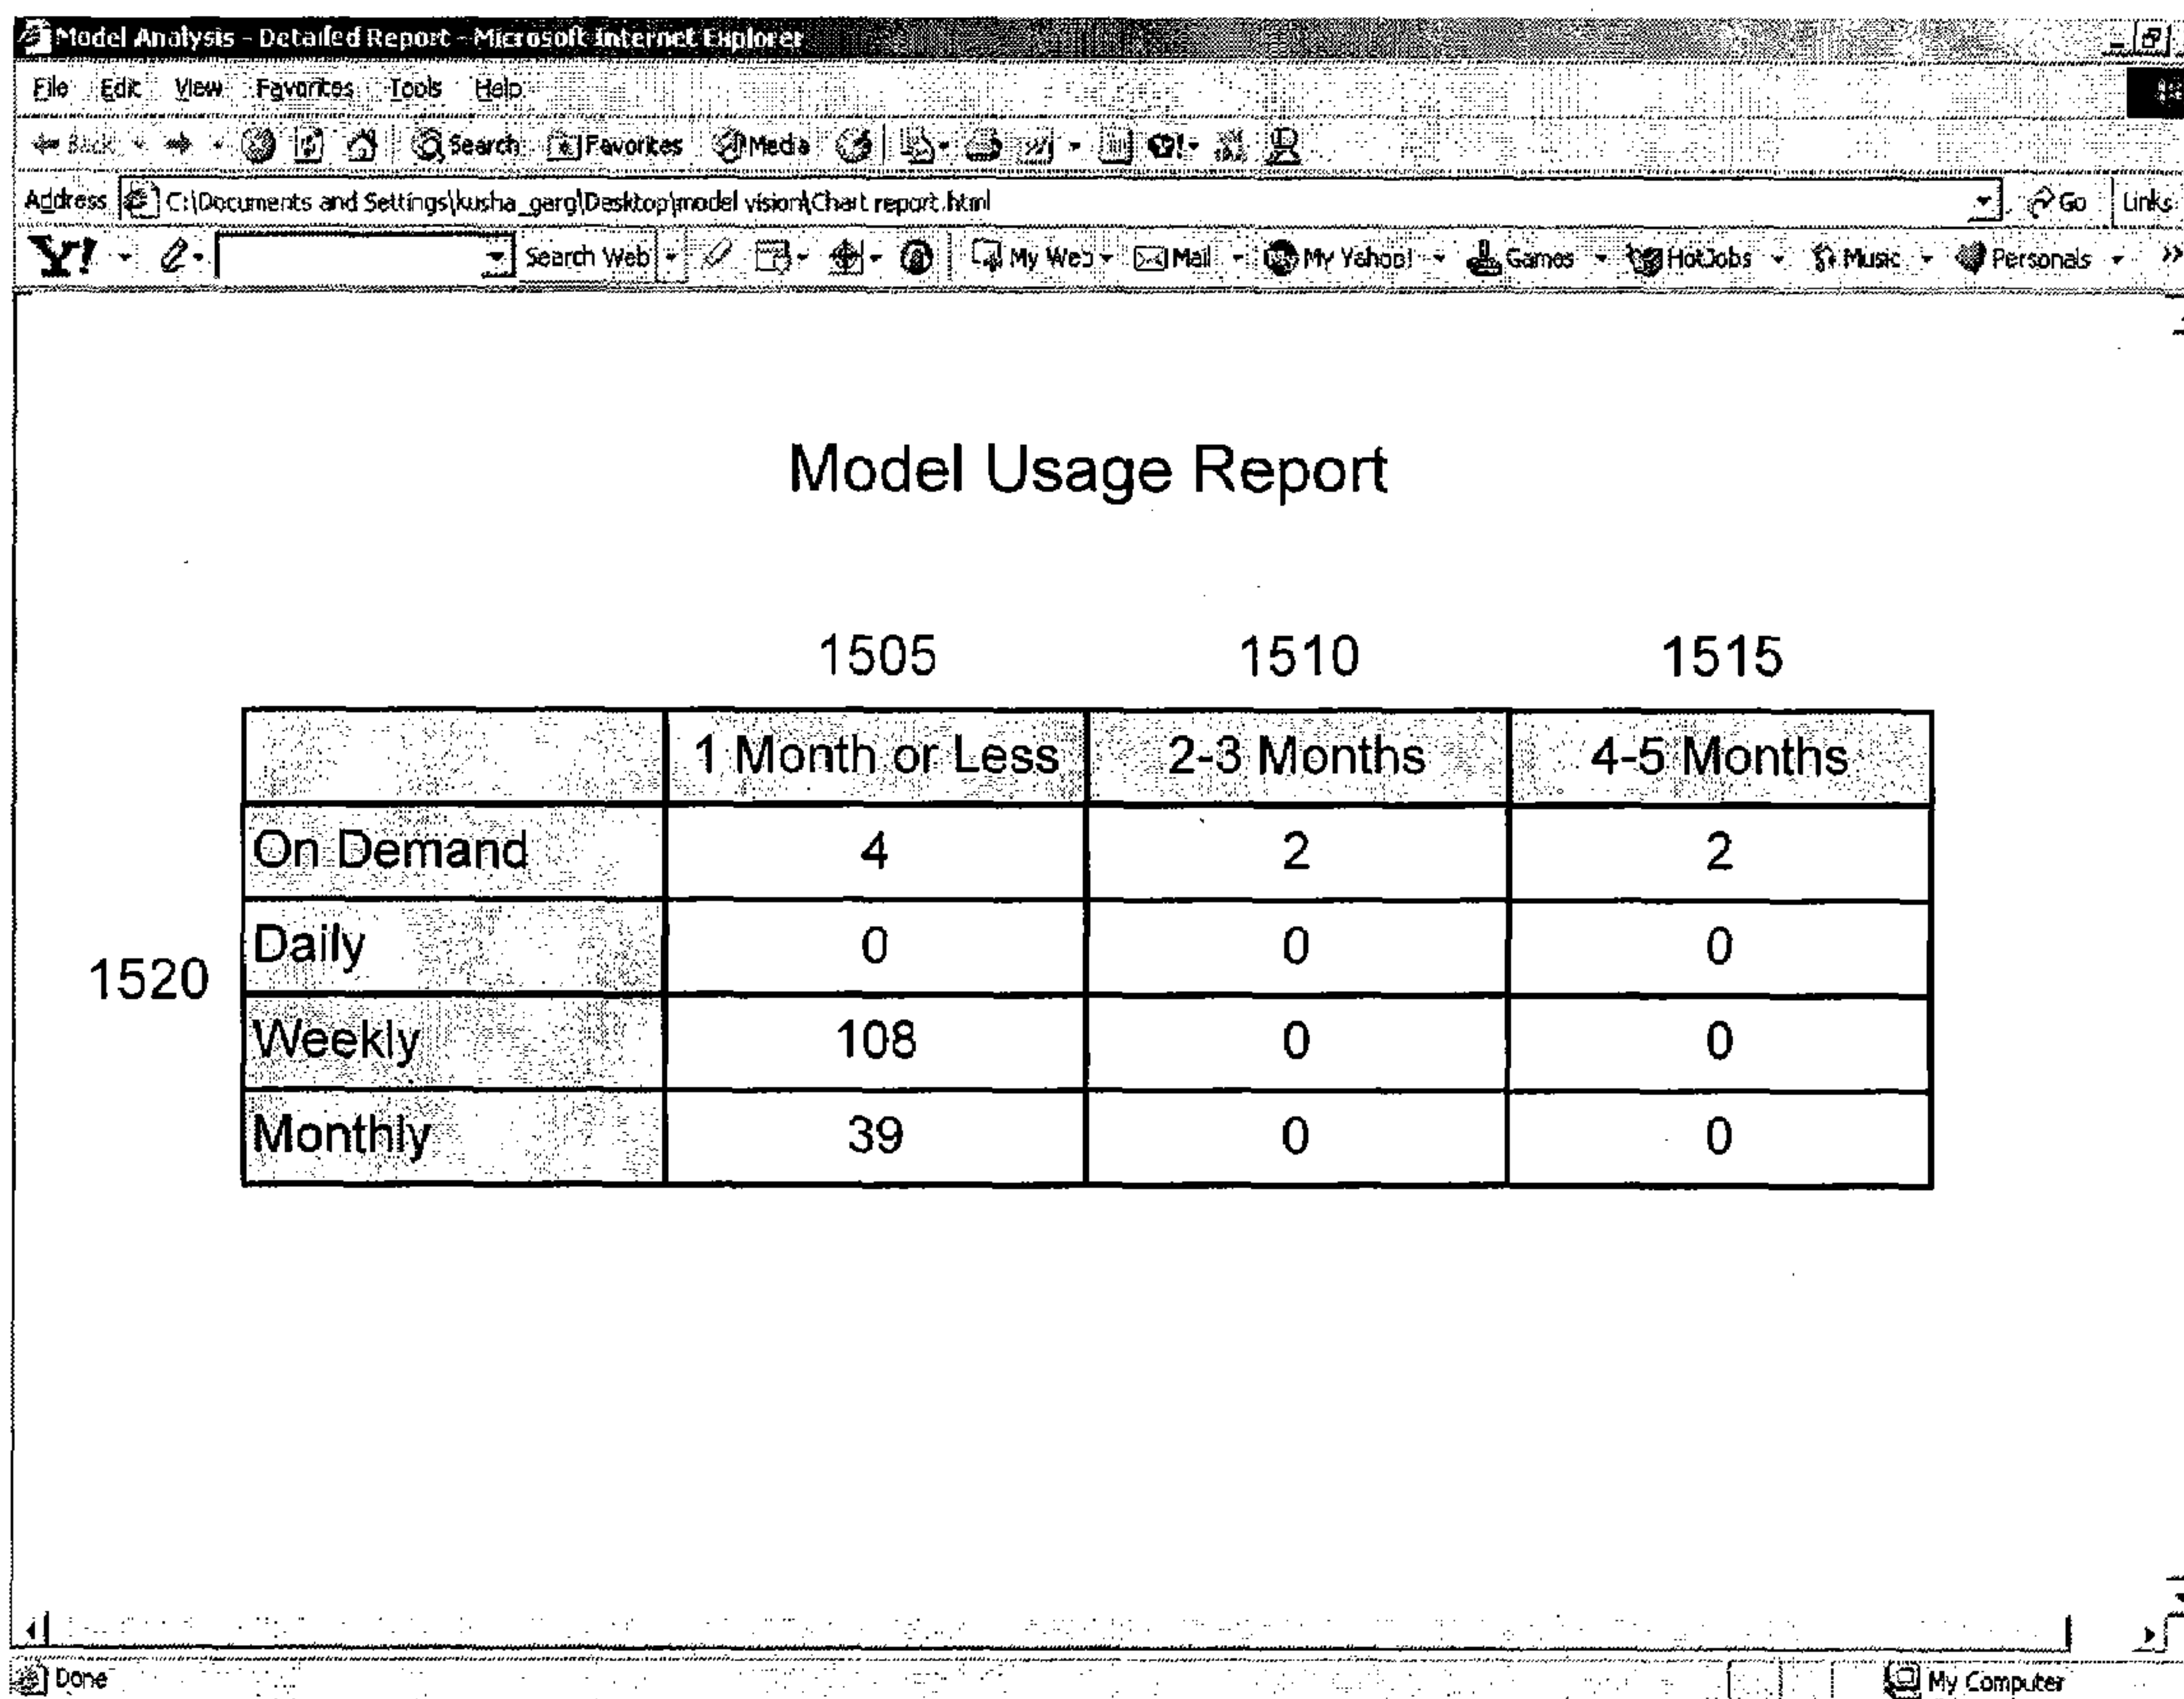 Model Analysis - Detailed Report - Microsoft Internet Explorer
File Edit View Favorites Tools Help
Back Search Favorites Media
Address C:\Documents and Settings\kusha_garg\Desktop\model vision\Chart report.html Go Links
Y! Search Web My Web Mail My Yahoo! Games HotJobs Music Personals >>
Model Usage Report
1505 1510 1515
1 Month or Less 2-3 Months 4-5 Months
On Demand 4 2 2
Daily 0 0 0
1520
Weekly 108 0 0
Monthly 39 0 0
Done My Computer